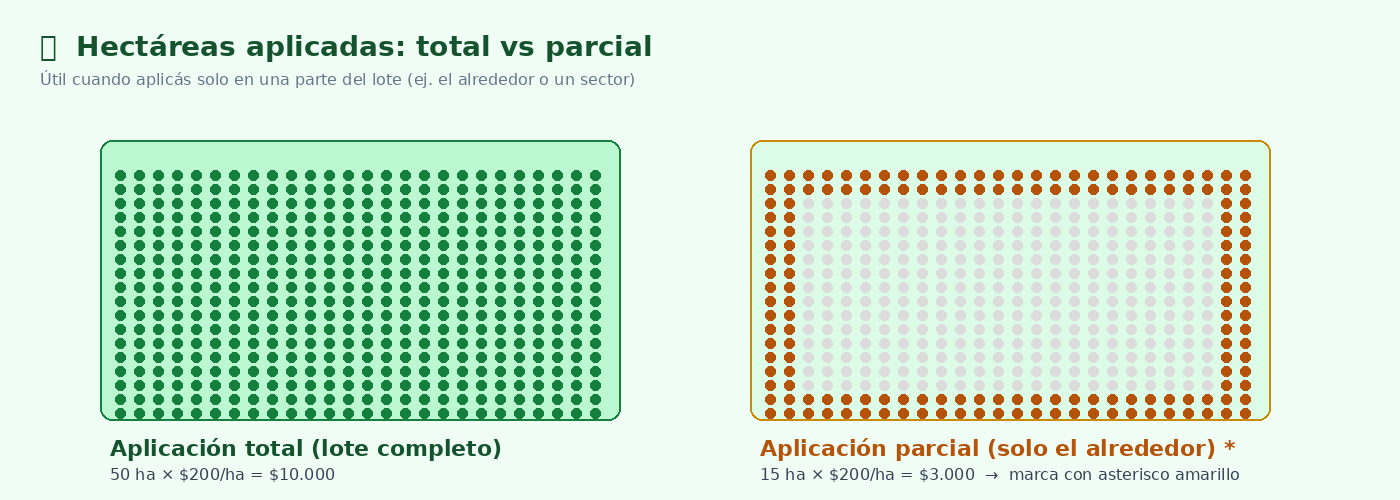 Hectáreas aplicadas: total vs parcial
Útil cuando aplicás solo en una parte del lote (ej. el alrededor o un sector)
Aplicación total (lote completo)
50 ha × $200/ha = $10.000
Aplicación parcial (solo el alrededor) *
15 ha × $200/ha = $3.000 → marca con asterisco amarillo